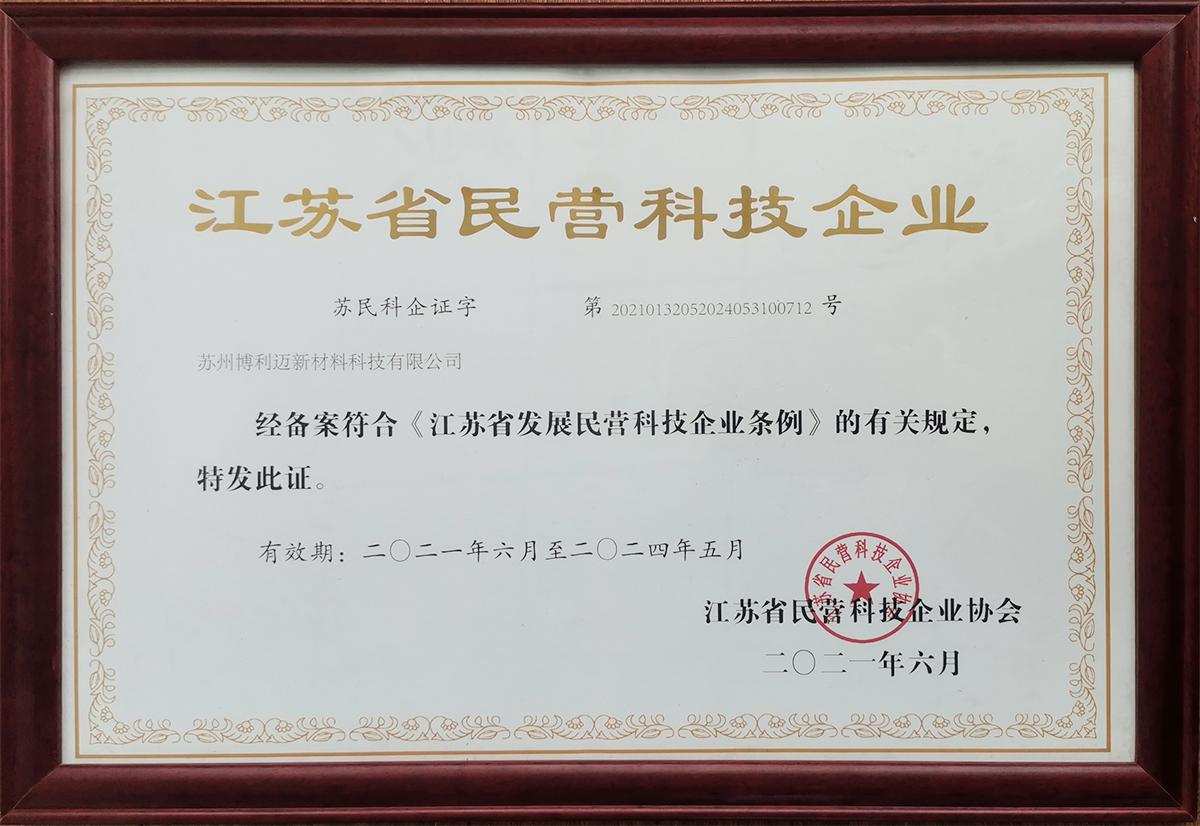 江苏省民营科技企业
苏民科企证字 第 20210132052024053100712 号
苏州博利迈新材料科技有限公司
经备案符合《江苏省发展民营科技企业条例》的有关规定，
特发此证。
有效期：二〇二一年六月至二〇二四年五月
江苏省民营科技企业协会
江苏省民营科技企业协会
二〇二一年六月